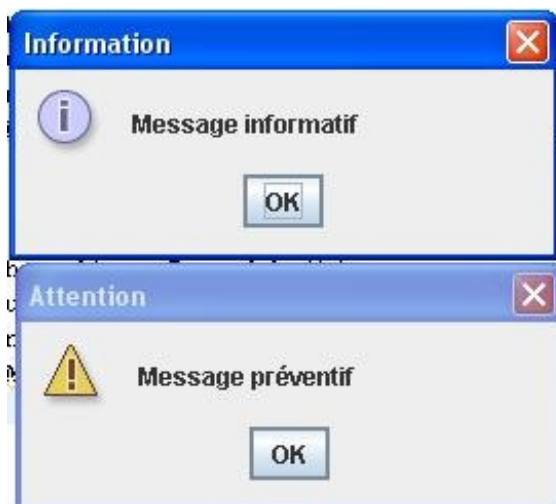 Information
Message informatif
OK
Attention
Message préventif
OK